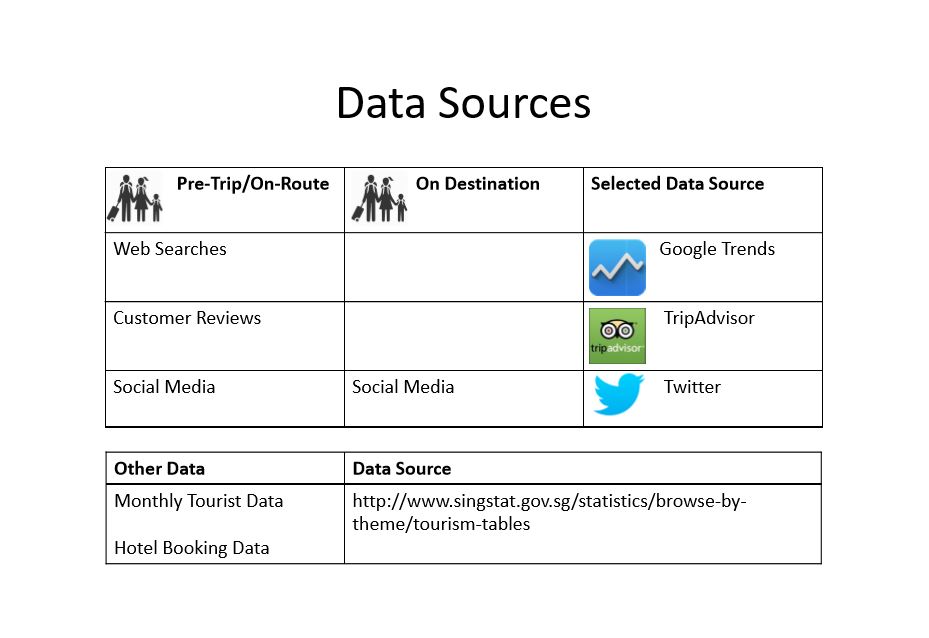 Data Sources
Pre-Trip/On-Route
On Destination
Selected Data Source
Web Searches
Google Trends
Customer Reviews
tripadvisor
TripAdvisor
Social Media
Social Media
Twitter
Other Data
Data Source
Monthly Tourist Data
http://www.singstat.gov.sg/statistics/browse-by-
theme/tourism-tables
Hotel Booking Data